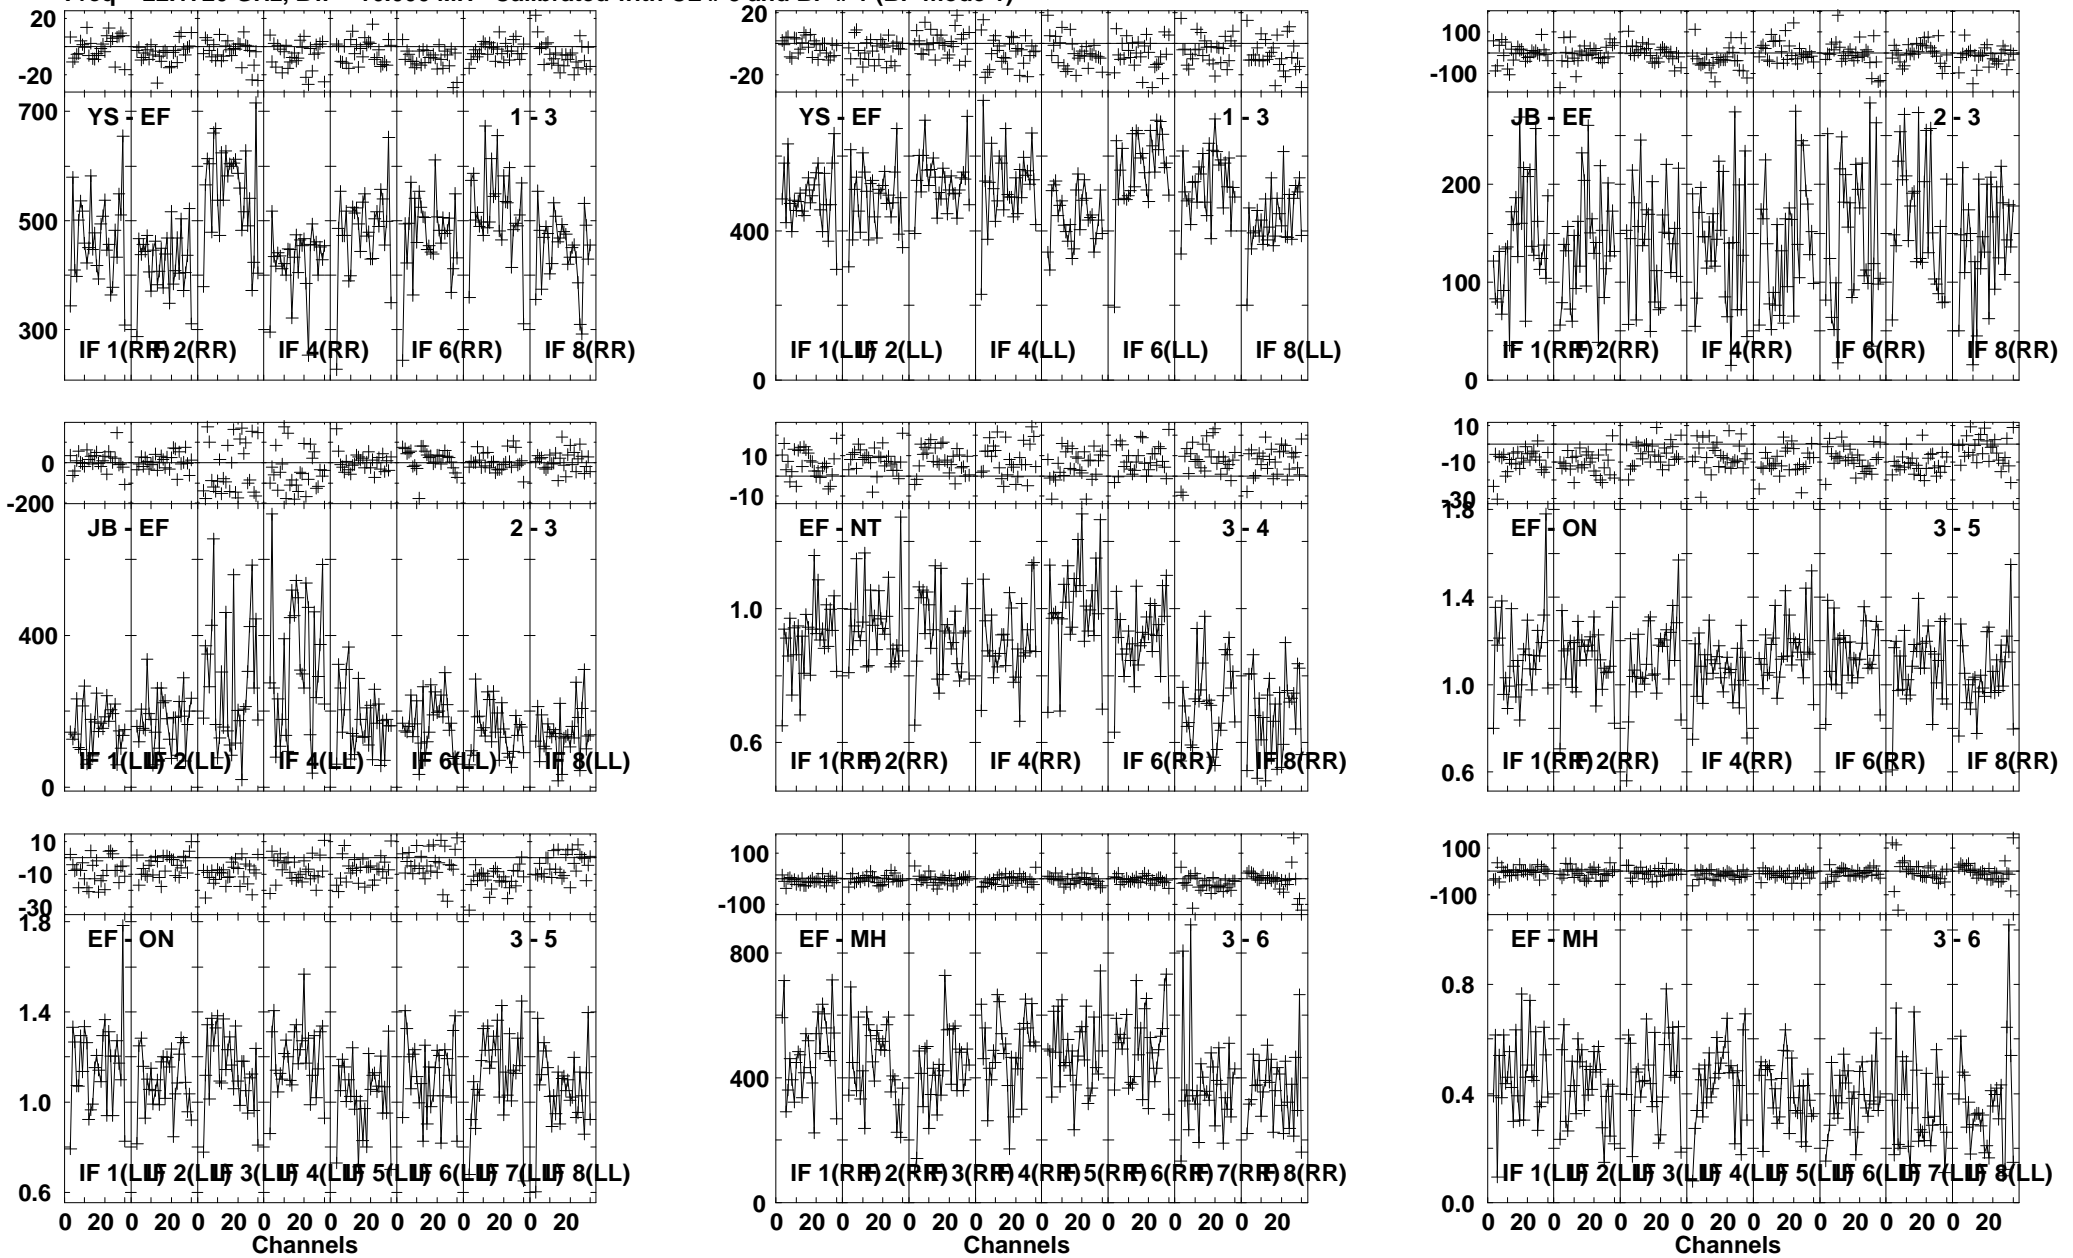 20
-20
700
500
300
YS - EF
1 - 3
IF 1(RR)
IF 2(RR)
IF 4(RR)
IF 6(RR)
IF 8(RR)
20
-20
400
0
YS - EF
1 - 3
IF 1(LL)
IF 2(LL)
IF 4(LL)
IF 6(LL)
IF 8(LL)
100
-100
200
100
0
JB - EF
2 - 3
IF 1(RR)
IF 2(RR)
IF 4(RR)
IF 6(RR)
IF 8(RR)
0
-200
400
0
JB - EF
2 - 3
IF 1(LL)
IF 2(LL)
IF 4(LL)
IF 6(LL)
IF 8(LL)
10
-10
1.0
0.6
EF - NT
3 - 4
IF 1(RR)
IF 2(RR)
IF 4(RR)
IF 6(RR)
IF 8(RR)
10
-10
-30
1.8
1.4
1.0
0.6
EF - ON
3 - 5
IF 1(RR)
IF 2(RR)
IF 4(RR)
IF 6(RR)
IF 8(RR)
10
-10
-30
1.8
1.4
1.0
0.6
EF - ON
3 - 5
IF 1(LL)
IF 2(LL)
IF 3(LL)
IF 4(LL)
IF 5(LL)
IF 6(LL)
IF 7(LL)
IF 8(LL)
0 20 0 20 0 20 0 20 0 20 0 20 0 20 0 20
Channels
100
-100
800
400
0
EF - MH
3 - 6
IF 1(RR)
IF 2(RR)
IF 3(RR)
IF 4(RR)
IF 5(RR)
IF 6(RR)
IF 7(RR)
IF 8(RR)
0 20 0 20 0 20 0 20 0 20 0 20 0 20 0 20
Channels
100
-100
0.8
0.4
0.0
EF - MH
3 - 6
IF 1(LL)
IF 2(LL)
IF 3(LL)
IF 4(LL)
IF 5(LL)
IF 6(LL)
IF 7(LL)
IF 8(LL)
0 20 0 20 0 20 0 20 0 20 0 20 0 20 0 20
Channels